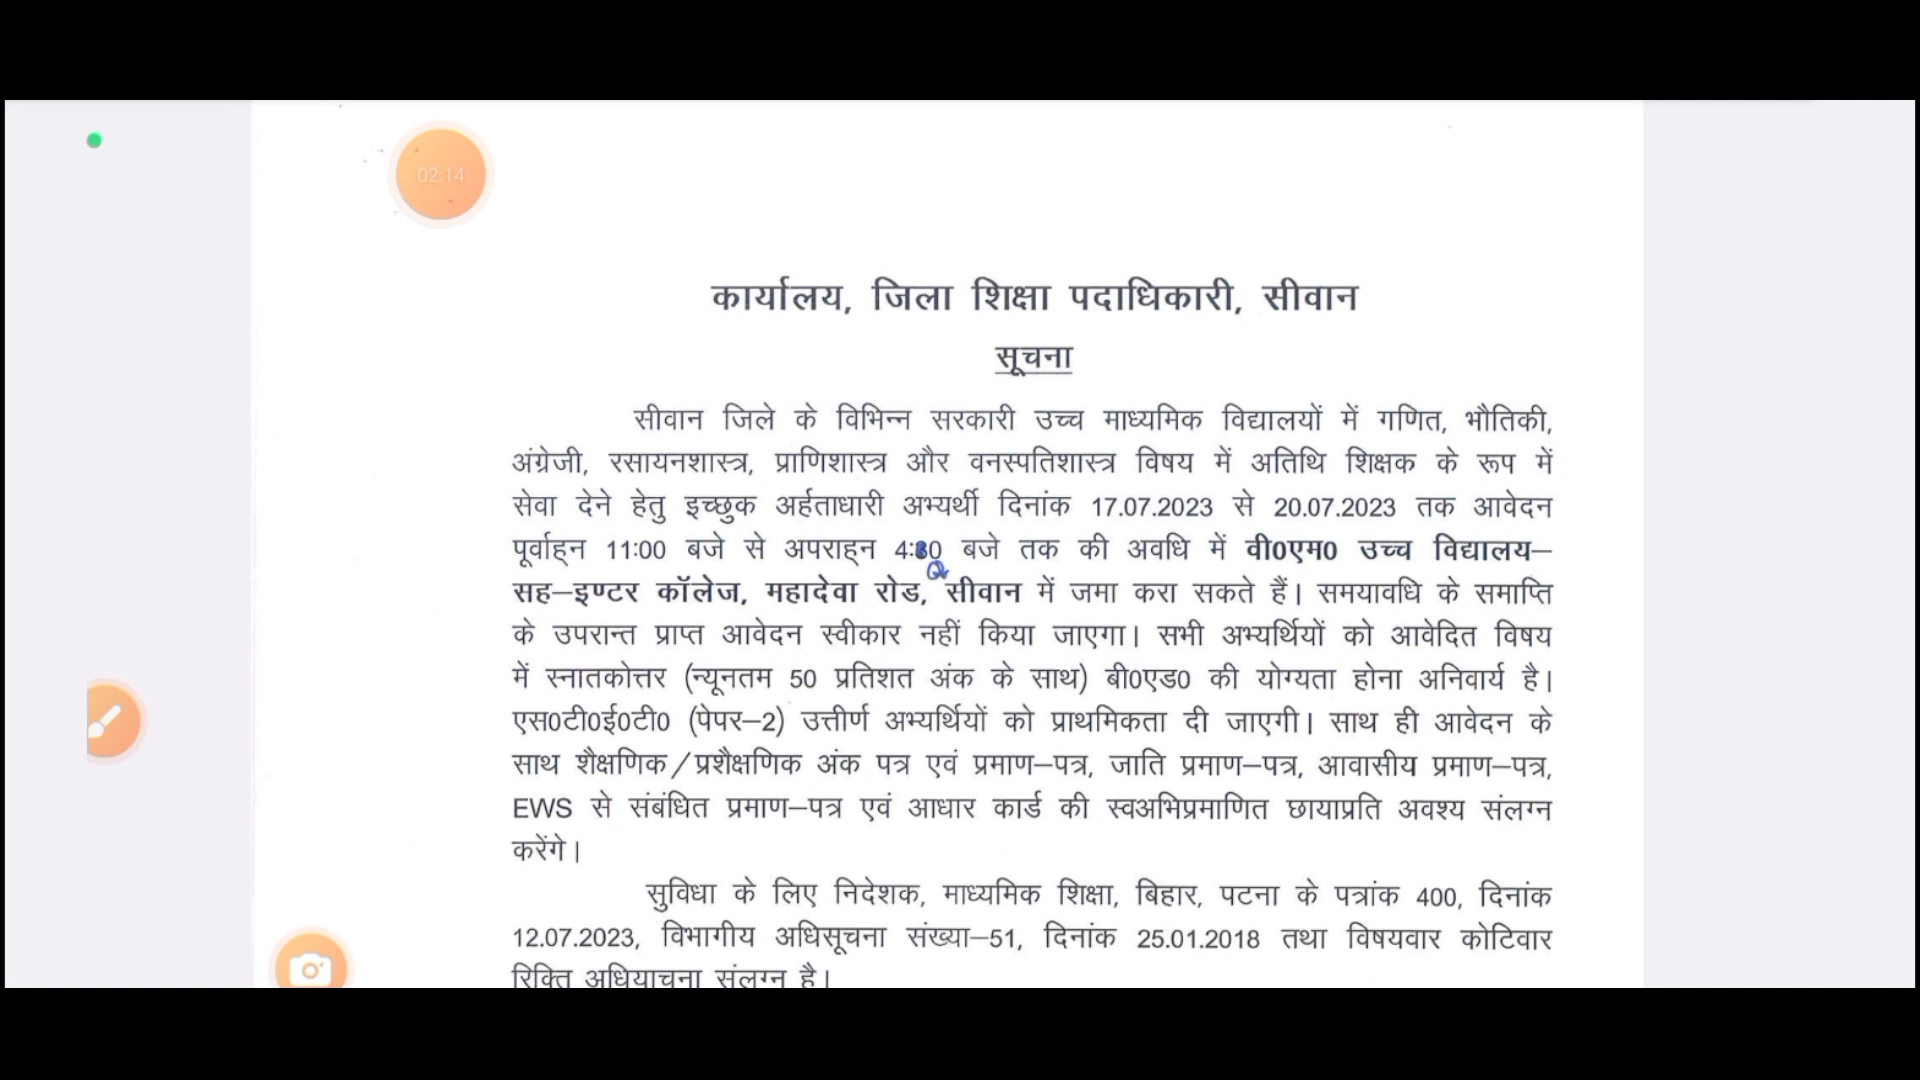 02:14
कार्यालय, जिला शिक्षा पदाधिकारी, सीवान
सूचना
सीवान जिले के विभिन्न सरकारी उच्च माध्यमिक विद्यालयों में गणित, भौतिकी,
अंग्रेजी, रसायनशास्त्र, प्राणिशास्त्र और वनस्पतिशास्त्र विषय में अतिथि शिक्षक के रूप में
सेवा देने हेतु इच्छुक अर्हताधारी अभ्यर्थी दिनांक 17.07.2023 से 20.07.2023 तक आवेदन
पूर्वाह्न 11:00 बजे से अपराह्न बजे तक की अवधि में वी0एम0 उच्च विद्यालय–
सह–इण्टर कॉलेज, महादेवा रोड, सीवान में जमा करा सकते हैं। समयावधि के समाप्ति
के उपरान्त प्राप्त आवेदन स्वीकार नहीं किया जाएगा। सभी अभ्यर्थियों को आवेदित विषय
में स्नातकोत्तर (न्यूनतम 50 प्रतिशत अंक के साथ) बी0एड0 की योग्यता होना अनिवार्य है।
एस0टी0ई0टी0 (पेपर–2) उत्तीर्ण अभ्यर्थियों को प्राथमिकता दी जाएगी। साथ ही आवेदन के
साथ शैक्षणिक/प्रशैक्षणिक अंक पत्र एवं प्रमाण–पत्र, जाति प्रमाण–पत्र, आवासीय प्रमाण–पत्र,
EWS से संबंधित प्रमाण–पत्र एवं आधार कार्ड की स्वअभिप्रमाणित छायाप्रति अवश्य संलग्न
करेंगे।
सुविधा के लिए निदेशक, माध्यमिक शिक्षा, बिहार, पटना के पत्रांक 400, दिनांक
12.07.2023, विभागीय अधिसूचना संख्या–51, दिनांक 25.01.2018 तथा विषयवार कोटिवार
रिक्ति अधियाचना संलग्न है।